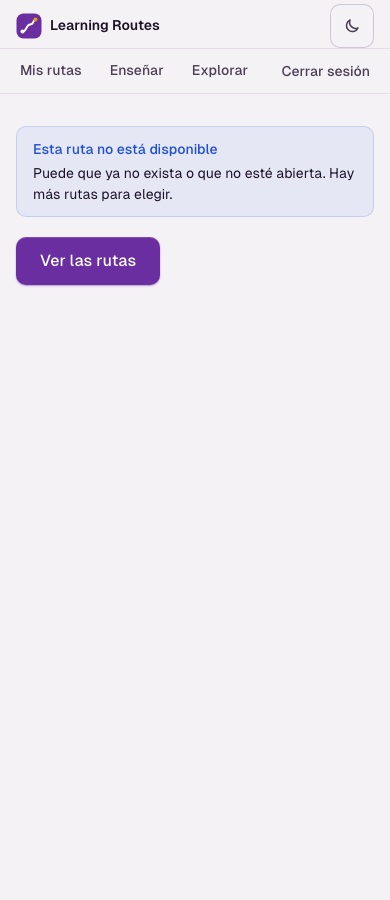 Learning Routes
Mis rutas Enseñar Explorar Cerrar sesión
Esta ruta no está disponible
Puede que ya no exista o que no esté abierta. Hay
más rutas para elegir.
Ver las rutas